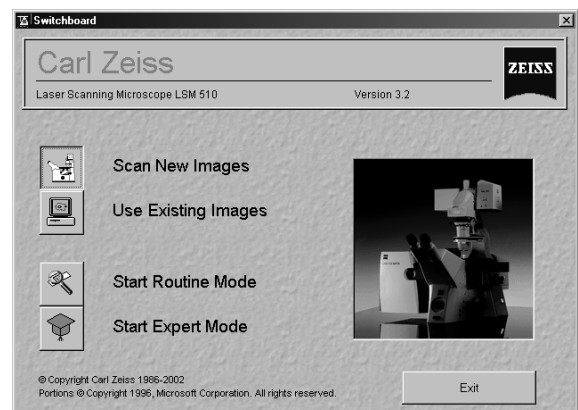 Switchboard
Carl Zeiss
ZEISS
Laser Scanning Microscope LSM 510 Version 3.2
Scan New Images
Use Existing Images
Start Routine Mode
Start Expert Mode
© Copyright Carl Zeiss 1986-2002
Portions © Copyright 1996, Microsoft Corporation. All rights reserved.
Exit